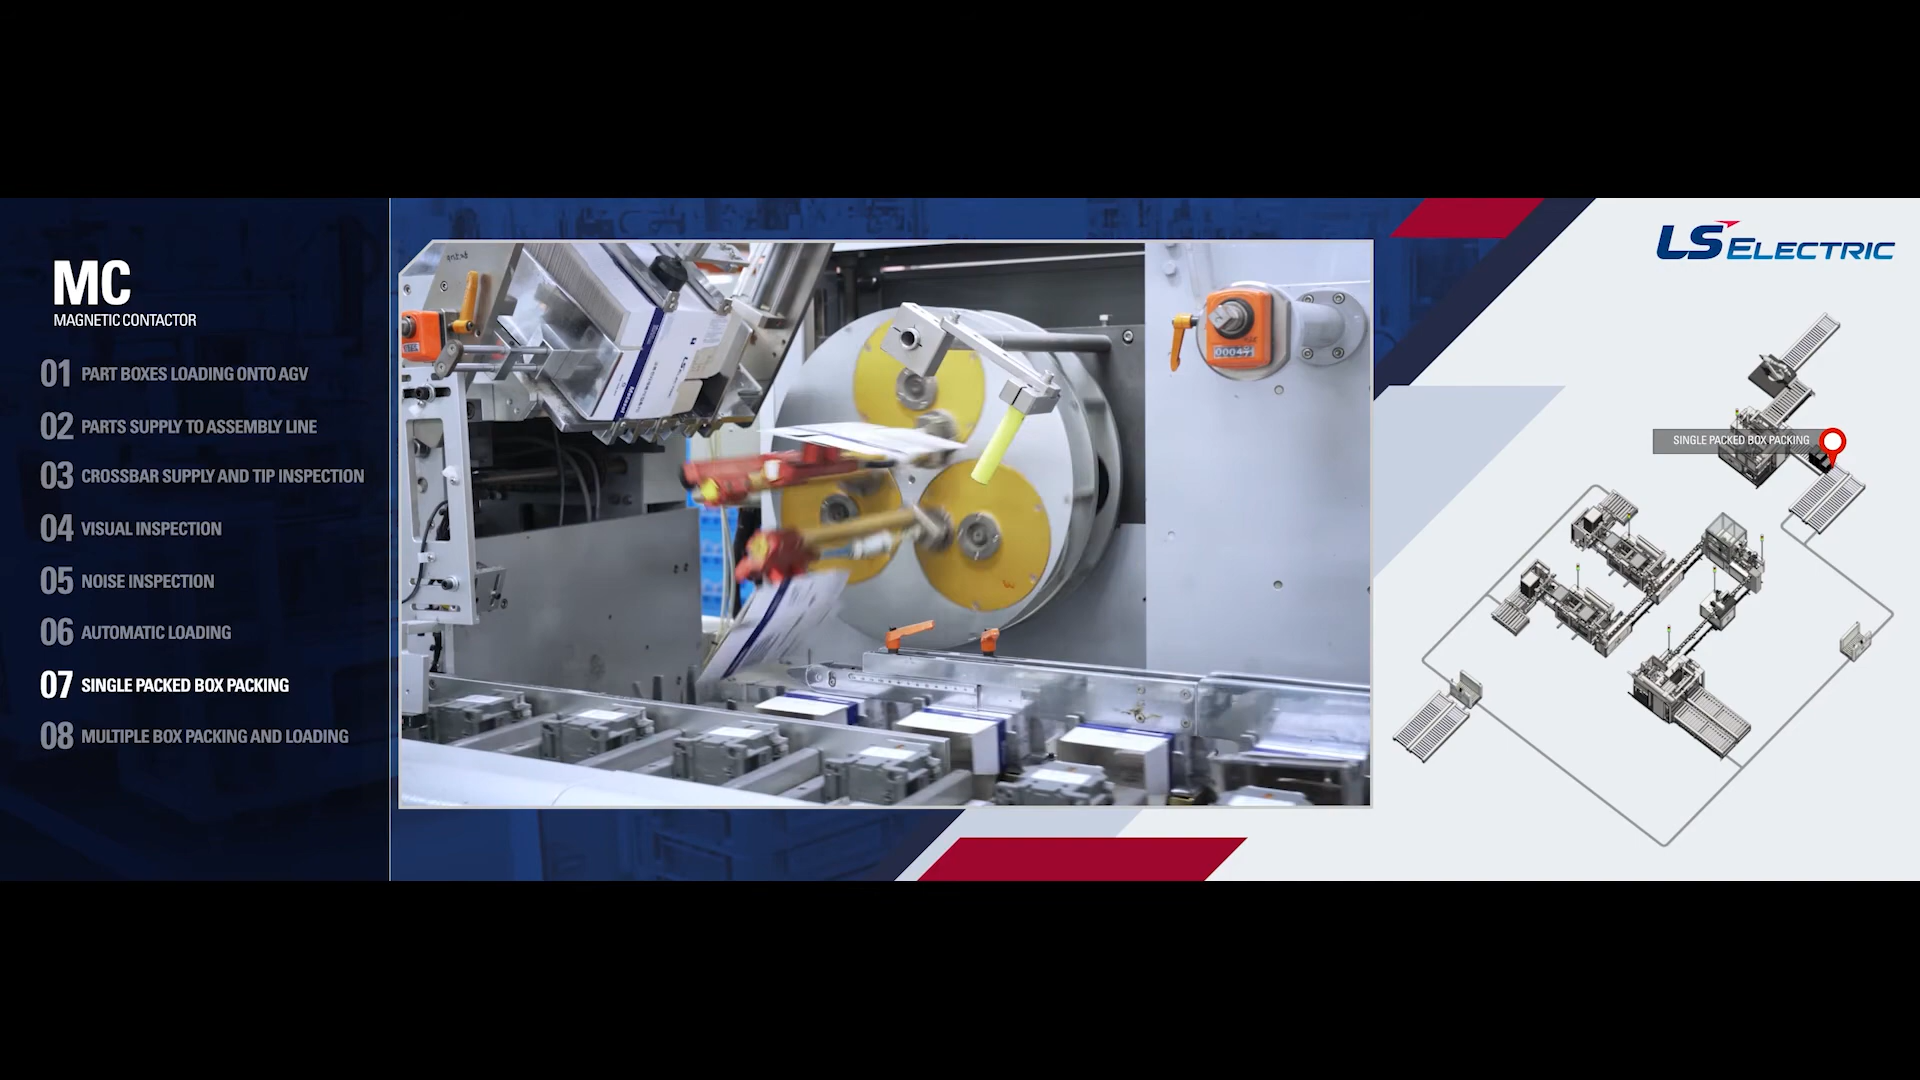 MC
MAGNETIC CONTACTOR
01 PART BOXES LOADING ONTO AGV
02 PARTS SUPPLY TO ASSEMBLY LINE
03 CROSSBAR SUPPLY AND TIP INSPECTION
04 VISUAL INSPECTION
05 NOISE INSPECTION
06 AUTOMATIC LOADING
07 SINGLE PACKED BOX PACKING
08 MULTIPLE BOX PACKING AND LOADING
LS ELECTRIC
SINGLE PACKED BOX PACKING
LS ELECTRIC